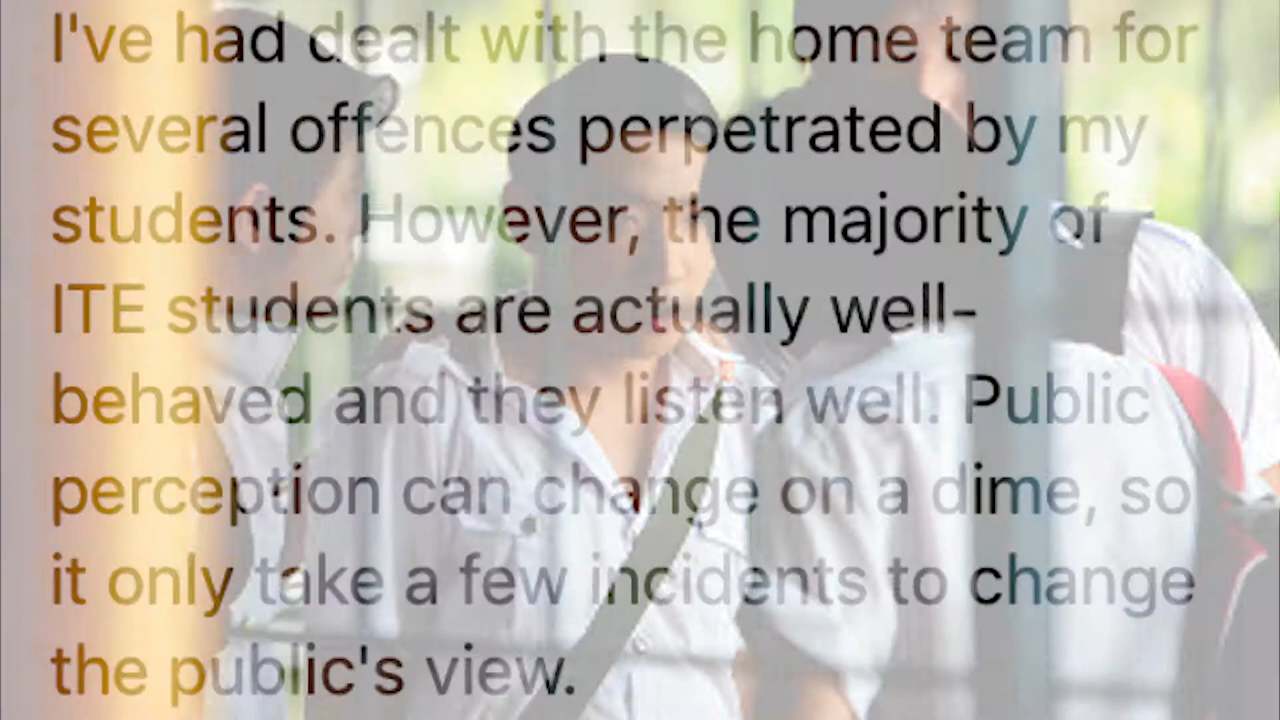 I've had dealt with the home team for
several offences perpetrated by my
students. However, the majority of
ITE students are actually well-
behaved and they listen well. Public
perception can change on a dime, so
it only take a few incidents to change
the public's view.